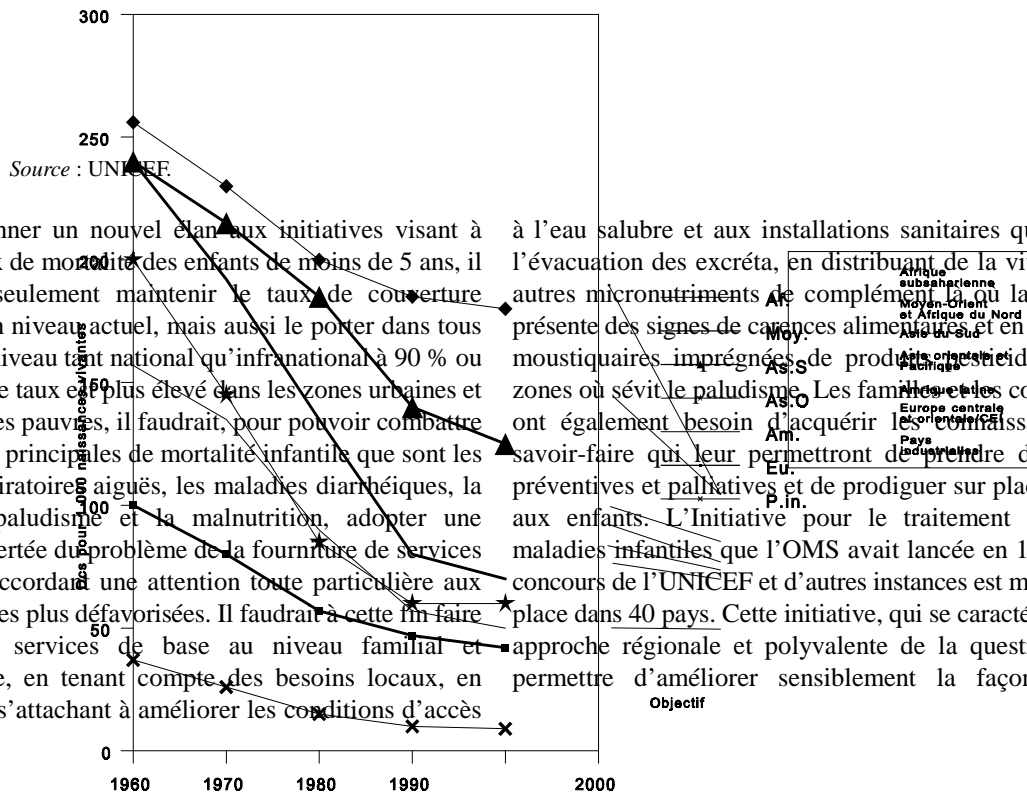 300
250
200
150
100
50
0
1960
1970
1980
1990
2000
Décs pour 1 000 naissances vivantes
Source : UNICEF.
nner un nouvel élan aux initiatives visant à
x de mortalité des enfants de moins de 5 ans, il
seulement maintenir le taux de couverture
n niveau actuel, mais aussi le porter dans tous
niveau tant national qu’infranational à 90 % ou
e taux est plus élevé dans les zones urbaines et
es pauvres, il faudrait, pour pouvoir combattre
principales de mortalité infantile que sont les
iratoires aiguës, les maladies diarrhéiques, la
paludisme et la malnutrition, adopter une
ertée du problème de la fourniture de services
ccordant une attention toute particulière aux
es plus défavorisées. Il faudrait à cette fin faire
services de base au niveau familial et
e, en tenant compte des besoins locaux, en
s’attachant à améliorer les conditions d’accès
à l’eau salubre et aux installations sanitaires qu
l’évacuation des excréta, en distribuant de la vi
autres micronutriments de complément là où la
présente des signes de carences alimentaires et en
moustiquaires imprégnées de produits pesticid
zones où sévit le paludisme. Les familles et les co
ont également besoin d’acquérir les connaiss
savoir-faire qui leur permettront de prendre d
préventives et palliatives et de prodiguer sur plac
aux enfants. L’Initiative pour le traitement
maladies infantiles que l’OMS avait lancée en 1
concours de l’UNICEF et d’autres instances est m
place dans 40 pays. Cette initiative, qui se caracté
approche régionale et polyvalente de la questi
permettre d’améliorer sensiblement la façon
Af.
Moy.
As.S
As.O
Am.
Eu.
P.in.
Afrique
subsaharienne
Moyen-Orient
et Afrique du Nord
Asie du Sud
Asie orientale et
Pacifique
Amérique latine
Europe centrale
et orientale/CEI
Pays
industrialisés
Objectif